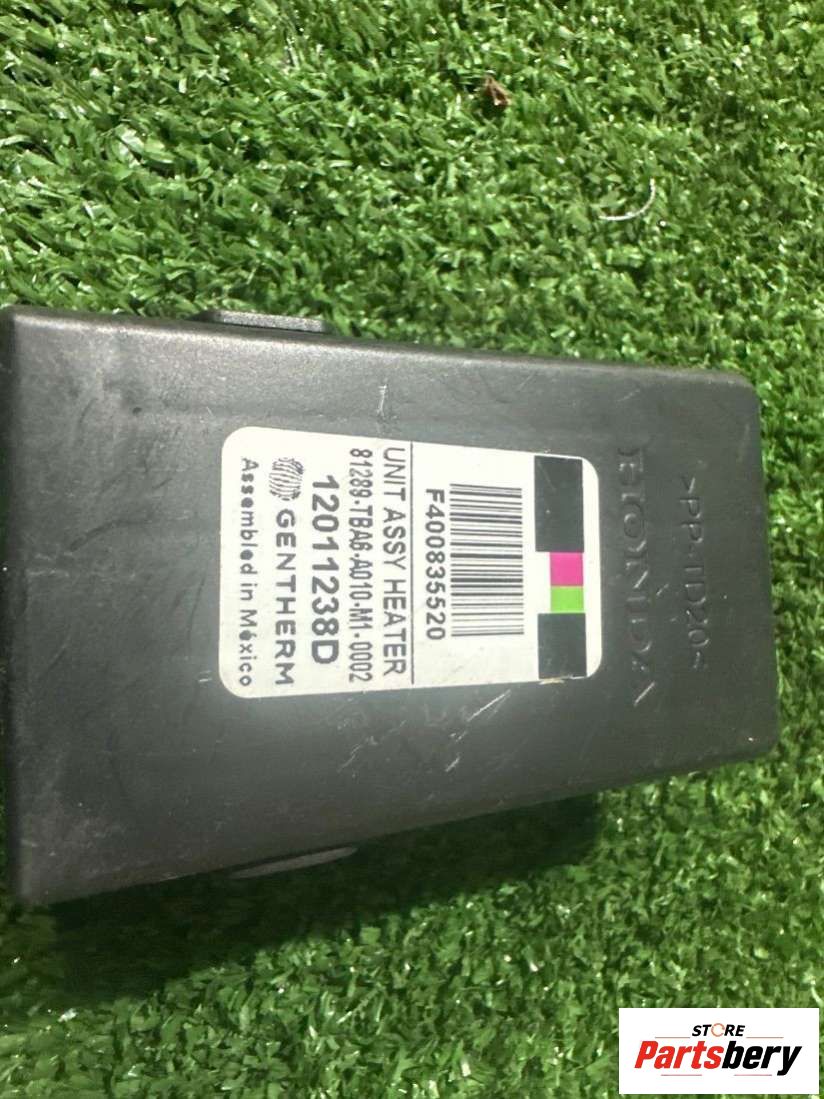 >PP-TD20<
HONDA
F400835520
UNIT ASSY HEATER
81289-TBA6-A010-M1-0002
12011238D
GENTHERM
Assembled in México
STORE
Partsbery